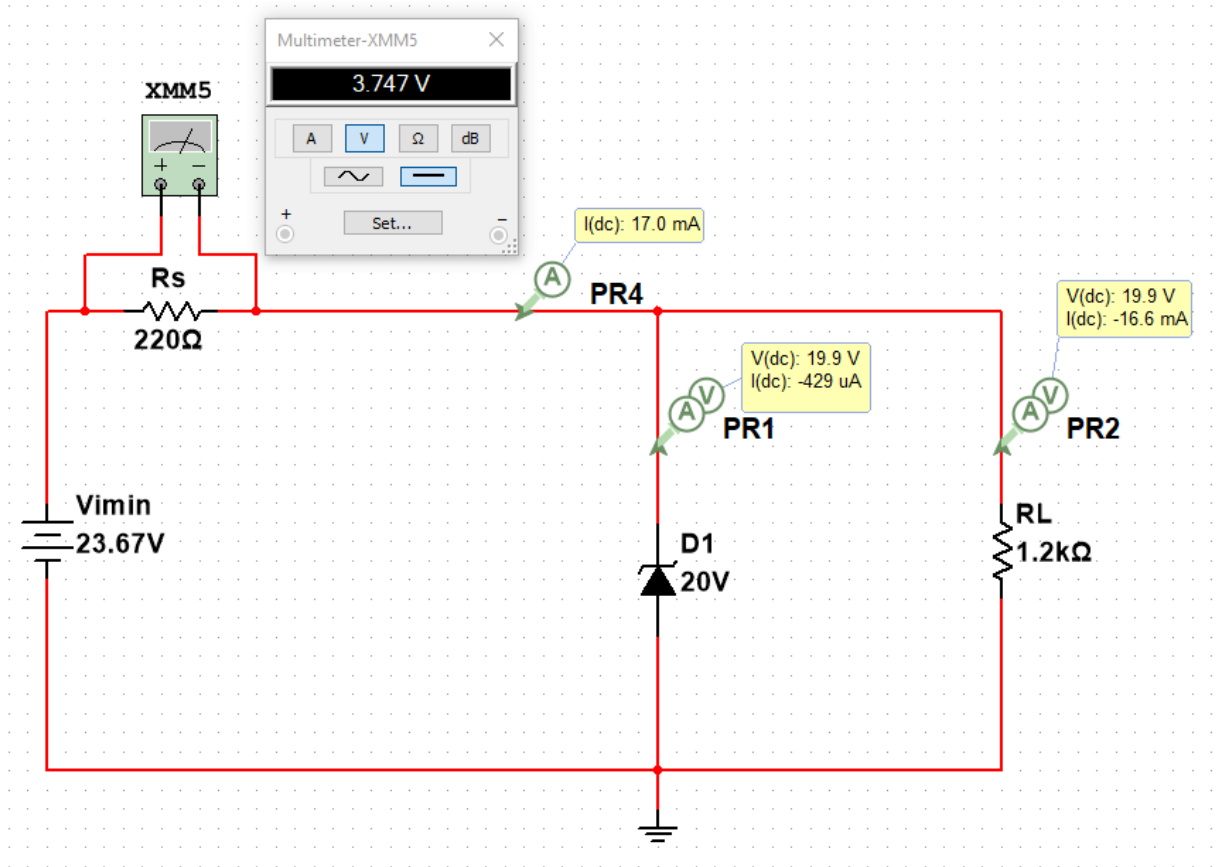 Multimeter-XMM5
3.747 V
XMM5
A V Ω dB
+ −
+ Set... −
I(dc): 17.0 mA
A
PR4
Rs
220Ω
V(dc): 19.9 V
I(dc): -16.6 mA
V(dc): 19.9 V
I(dc): -429 uA
A V
PR1
A V
PR2
Vimin
23.67V
D1
20V
RL
1.2kΩ